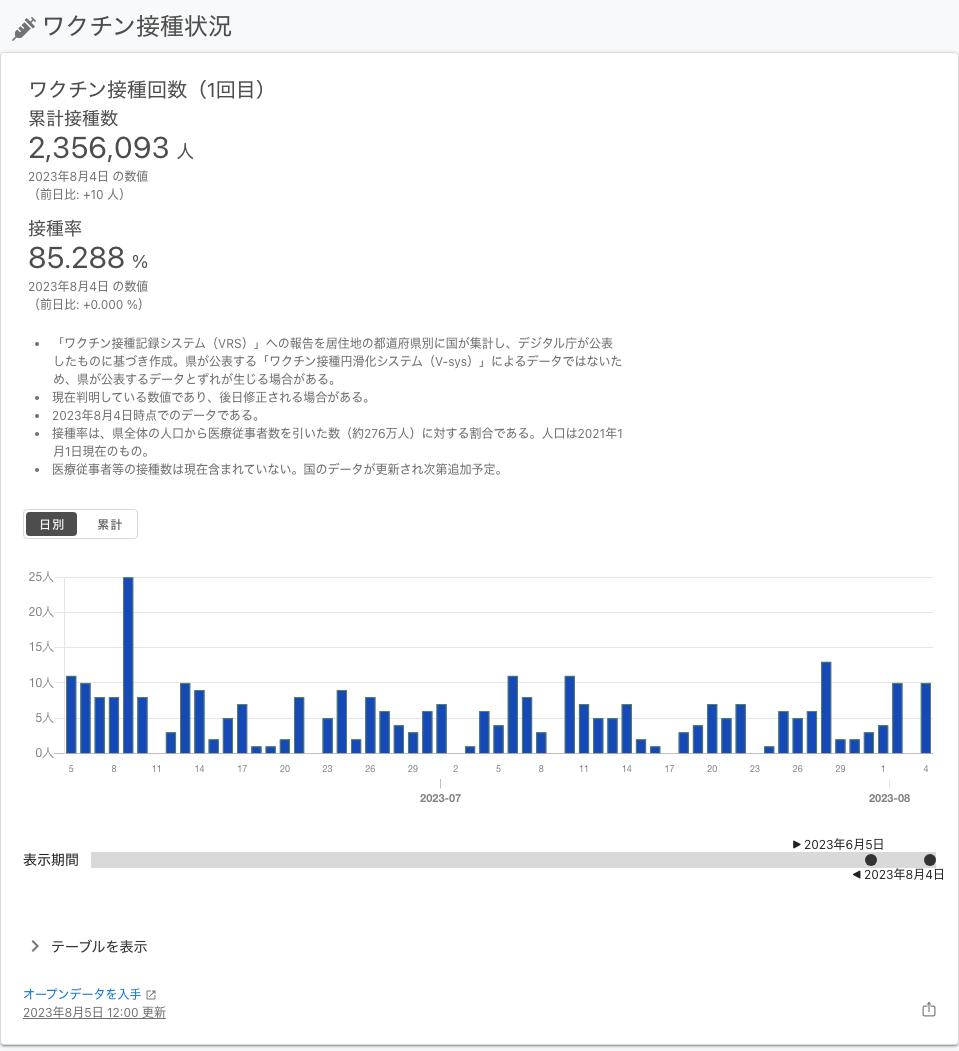 ワクチン接種状況
ワクチン接種回数（1回目）
累計接種数
2,356,093 人
2023年8月4日 の数値
（前日比: +10 人）
接種率
85.288 %
2023年8月4日 の数値
（前日比: +0.000 %）
• 「ワクチン接種記録システム（VRS）」への報告を居住地の都道府県別に国が集計し、デジタル庁が公表
したものに基づき作成。県が公表する「ワクチン接種円滑化システム（V-sys）」によるデータではないた
め、県が公表するデータとずれが生じる場合がある。
• 現在判明している数値であり、後日修正される場合がある。
• 2023年8月4日時点でのデータである。
• 接種率は、県全体の人口から医療従事者数を引いた数（約276万人）に対する割合である。人口は2021年1
月1日現在のもの。
• 医療従事者等の接種数は現在含まれていない。国のデータが更新され次第追加予定。
日別 累計
25人
20人
15人
10人
5人
0人
5 8 11 14 17 20 23 26 29 2 5 8 11 14 17 20 23 26 29 1 4
2023-07 2023-08
▶ 2023年6月5日
表示期間
◀ 2023年8月4日
テーブルを表示
オープンデータを入手
2023年8月5日 12:00 更新